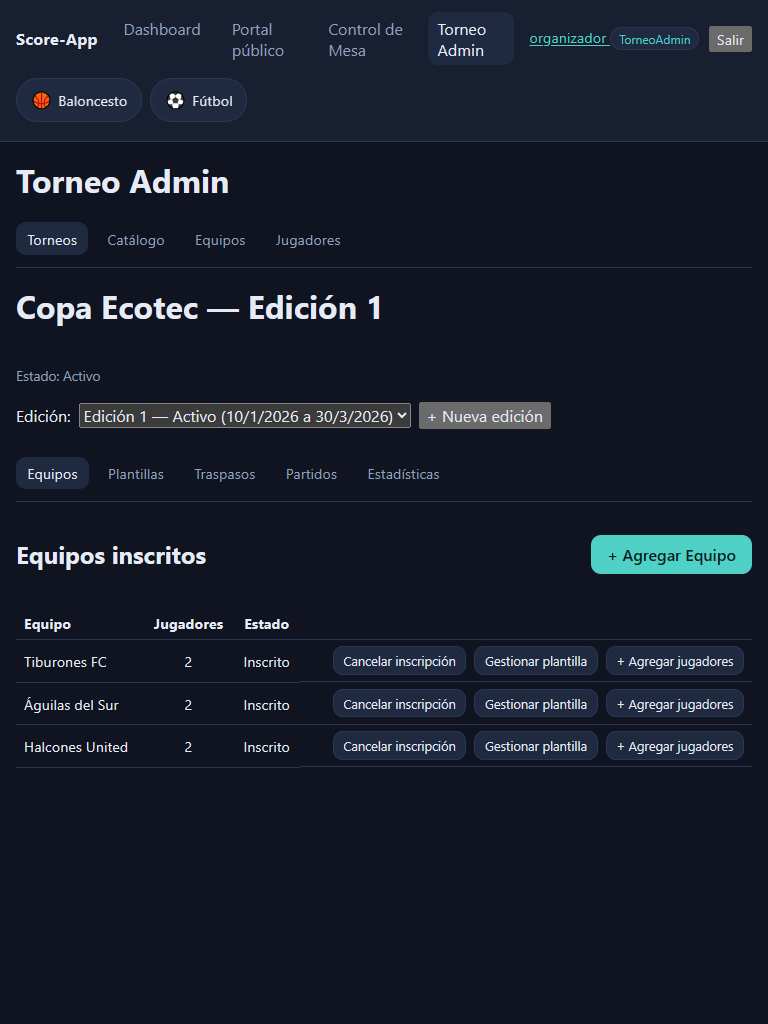 Score-App
Dashboard
Portal público
Control de Mesa
Torneo Admin
organizador
TorneoAdmin
Salir
Baloncesto
Fútbol
Torneo Admin
Torneos
Catálogo
Equipos
Jugadores
Copa Ecotec — Edición 1
Estado: Activo
Edición: Edición 1 — Activo (10/1/2026 a 30/3/2026) + Nueva edición
Equipos
Plantillas
Traspasos
Partidos
Estadísticas
Equipos inscritos
+ Agregar Equipo
Equipo Jugadores Estado
Tiburones FC 2 Inscrito Cancelar inscripción Gestionar plantilla + Agregar jugadores
Águilas del Sur 2 Inscrito Cancelar inscripción Gestionar plantilla + Agregar jugadores
Halcones United 2 Inscrito Cancelar inscripción Gestionar plantilla + Agregar jugadores